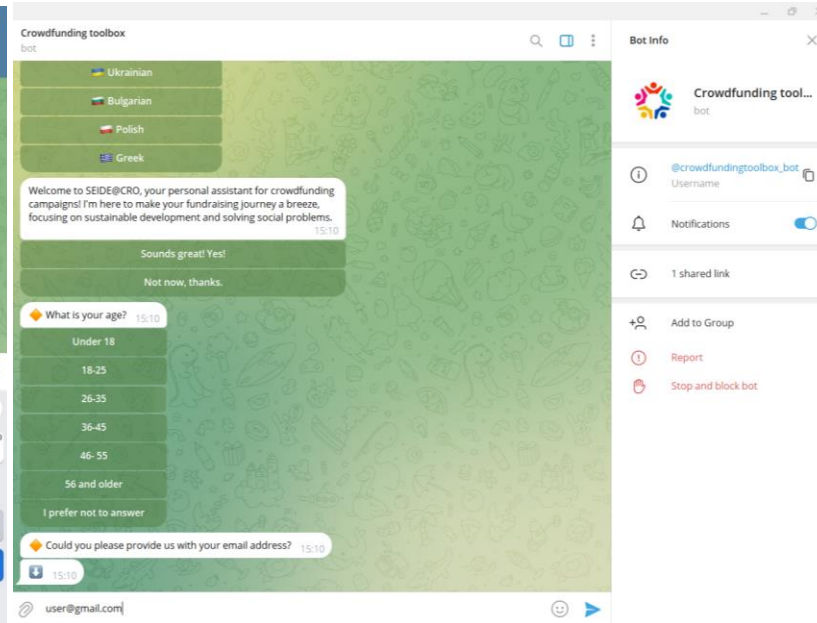 Crowdfunding toolbox
bot
Ukrainian
Bulgarian
Polish
Greek
Welcome to SEIDE@CRO, your personal assistant for crowdfunding
campaigns! I'm here to make your fundraising journey a breeze,
focusing on sustainable development and solving social problems.
15:10
Sounds great! Yes!
Not now, thanks.
What is your age? 15:10
Under 18
18-25
26-35
36-45
46- 55
56 and older
I prefer not to answer
Could you please provide us with your email address? 15:10
15:10
user@gmail.com
Bot Info
Crowdfunding tool...
bot
@crowdfundingtoolbox_bot
Username
Notifications
1 shared link
Add to Group
Report
Stop and block bot